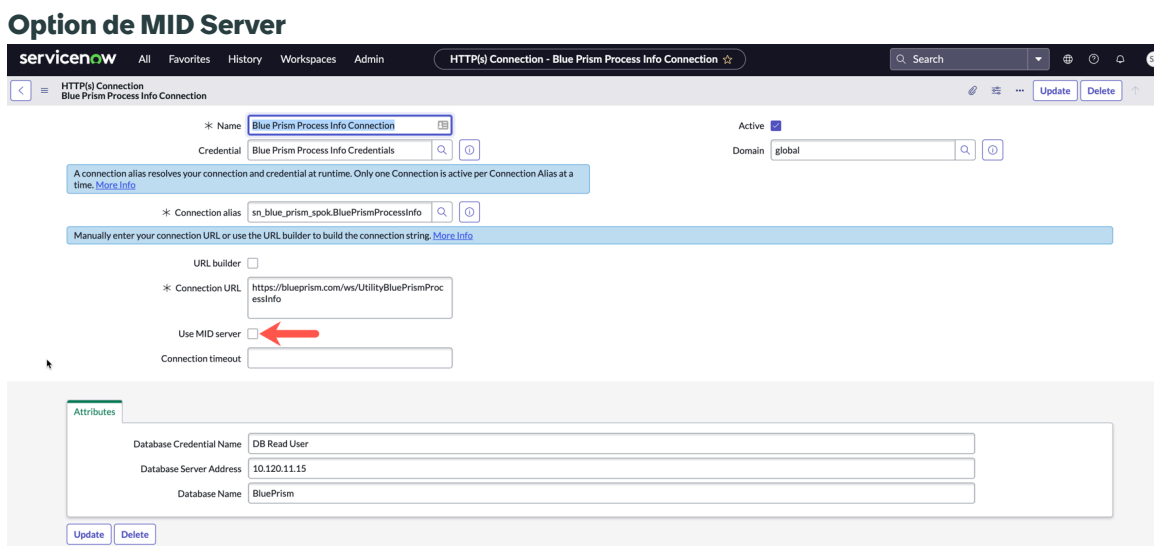 Option de MID Server
servicenow All Favorites History Workspaces Admin HTTP(s) Connection - Blue Prism Process Info Connection Search
HTTP(s) Connection
Blue Prism Process Info Connection
Update Delete
Name Blue Prism Process Info Connection Active
Credential Blue Prism Process Info Credentials Domain global
A connection alias resolves your connection and credential at runtime. Only one Connection is active per Connection Alias at a
time. More Info
Connection alias sn_blue_prism_spok.BluePrismProcessInfo
Manually enter your connection URL or use the URL builder to build the connection string. More Info
URL builder
Connection URL https://blueprism.com/ws/UtilityBluePrismProc
essInfo
Use MID server
Connection timeout
Attributes
Database Credential Name DB Read User
Database Server Address 10.120.11.15
Database Name BluePrism
Update Delete